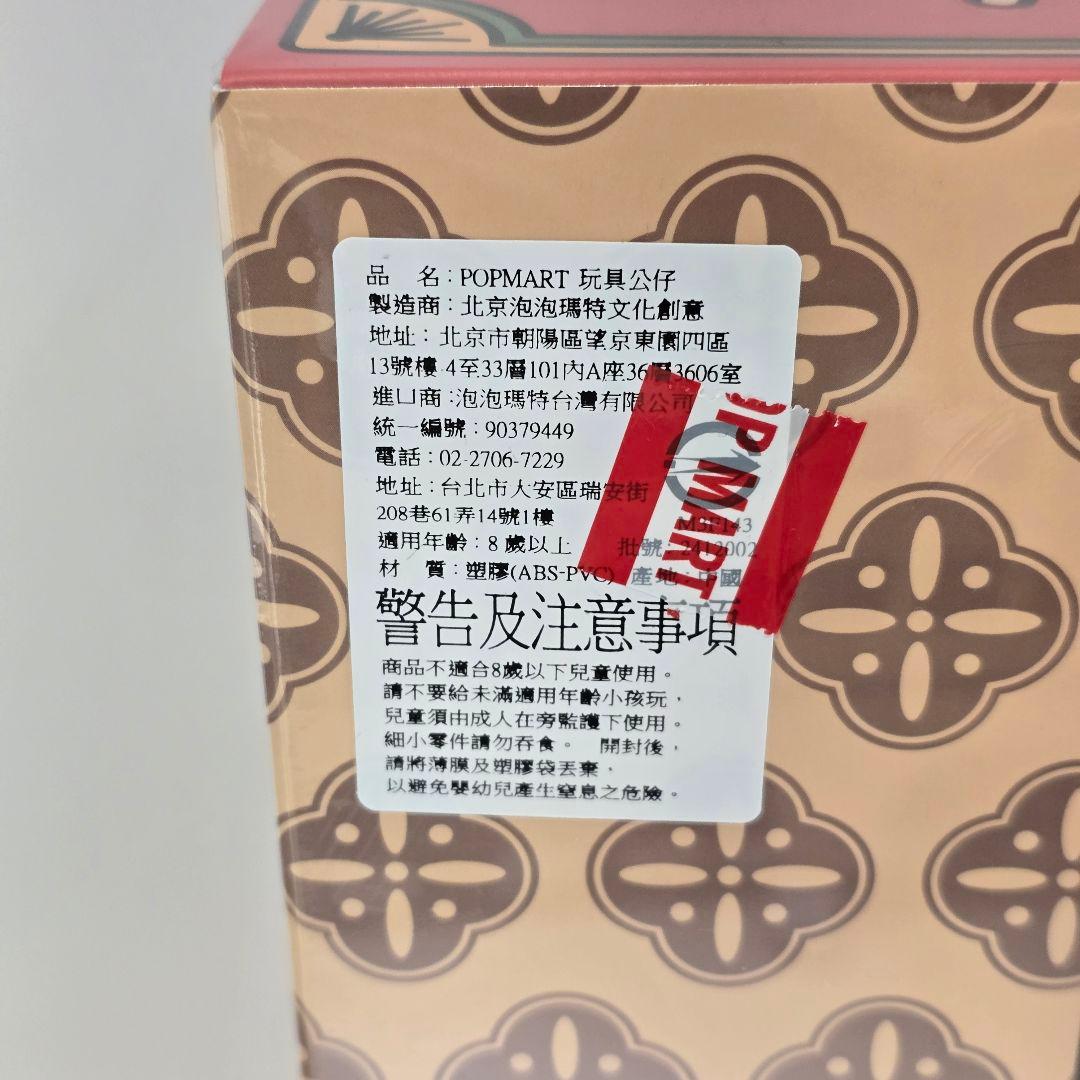 品　名：POPMART 玩具公仔
製造商：北京泡泡瑪特文化創意
地址：北京市朝陽區望京東園四區
13號樓 4至33層101內A座36層3606室
進口商：泡泡瑪特台灣有限公司
統一編號：90379449
電話：02-2706-7229
地址：台北市大安區瑞安街
208巷61弄14號1樓
適用年齡：8 歲以上　批號：2412002
材　質：塑膠(ABS-PVC)　產地：中國
POP MART
警告及注意事項
商品不適合8歲以下兒童使用。
請不要給未滿適用年齡小孩玩，
兒童須由成人在旁監護下使用。
細小零件請勿吞食。　開封後，
請將薄膜及塑膠袋丟棄，
以避免嬰幼兒產生窒息之危險。